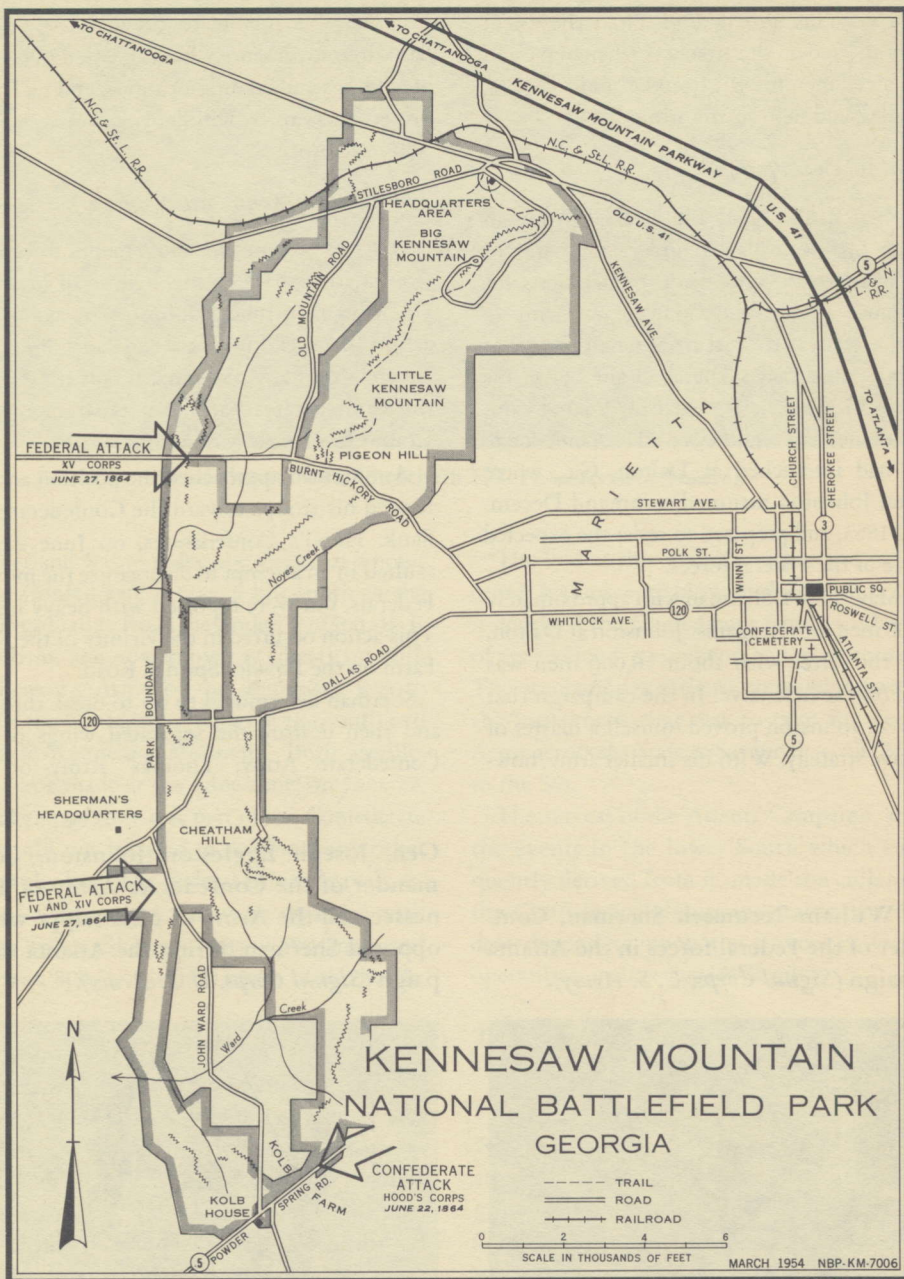 TO CHATTANOOGA
TO CHATTANOOGA
KENNESAW MOUNTAIN PARKWAY
U.S. 41
N.C. & St. L. R.R.
N.C. & St.L. R.R.
STILESBORO ROAD
HEADQUARTERS
AREA
OLD U.S. 41
BIG
KENNESAW
MOUNTAIN
OLD MOUNTAIN ROAD
KENNESAW AVE.
5
L. & N.
R.R.
TO ATLANTA
LITTLE
KENNESAW
MOUNTAIN
FEDERAL ATTACK
XV CORPS
JUNE 27, 1864
PIGEON HILL
BURNT HICKORY ROAD
MARIETTA
CHURCH STREET
CHEROKEE STREET
STEWART AVE.
3
Noyes Creek
POLK ST.
WINN ST.
PUBLIC SQ.
120
WHITLOCK AVE.
ROSWELL ST.
CONFEDERATE
CEMETERY
ATLANTA ST.
5
DALLAS ROAD
PARK BOUNDARY
120
SHERMAN'S
HEADQUARTERS
CHEATHAM
HILL
FEDERAL ATTACK
IV AND XIV CORPS
JUNE 27, 1864
JOHN WARD ROAD
Ward Creek
N
KENNESAW MOUNTAIN
NATIONAL BATTLEFIELD PARK
GEORGIA
KOLB FARM
CONFEDERATE
ATTACK
HOOD'S CORPS
JUNE 22, 1864
KOLB
HOUSE
5
POWDER SPRING RD.
TRAIL
ROAD
RAILROAD
0 2 4 6
SCALE IN THOUSANDS OF FEET
MARCH 1954 NBP-KM-7006